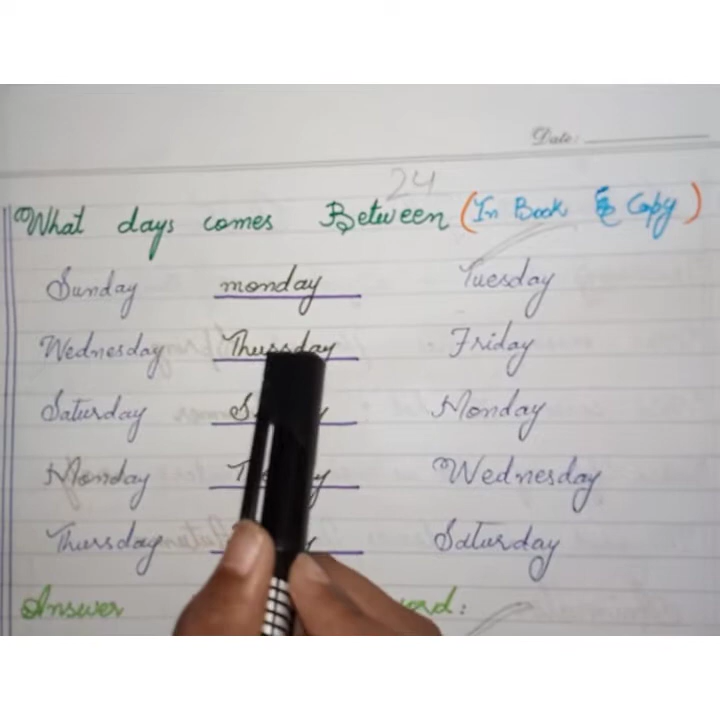 Date:
24
What days comes Between (In Book & Copy)
Sunday monday Tuesday
Wednesday Thursday Friday
Saturday Monday
Monday Wednesday
Thursday Saturday
Answer